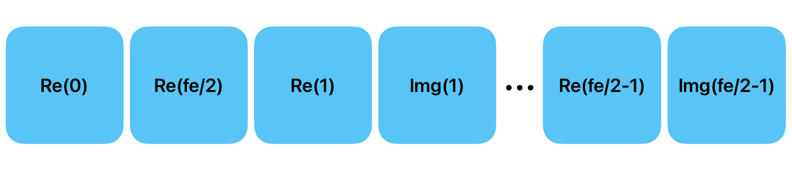 Re(0) Re(fe/2) Re(1) Img(1) ... Re(fe/2-1) Img(fe/2-1)